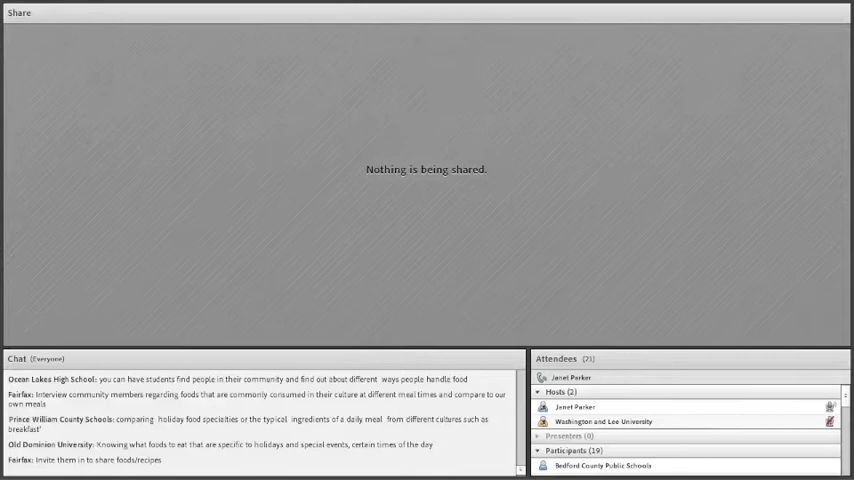 Share
Nothing is being shared.
Chat (Everyone)
Ocean Lakes High School: you can have students find people in their community and find out about different ways people handle food
Fairfax: Interview community members regarding foods that are commonly consumed in their culture at different meal times and compare to our
own meals
Prince William County Schools: comparing holiday food specialties or the typical ingredients of a daily meal from different cultures such as
breakfast'
Old Dominion University: Knowing what foods to eat that are specific to holidays and special events, certain times of the day
Fairfax: Invite them in to share foods/recipes
Attendees (21)
Janet Parker
Hosts (2)
Janet Parker
Washington and Lee University
Presenters (0)
Participants (19)
Bedford County Public Schools